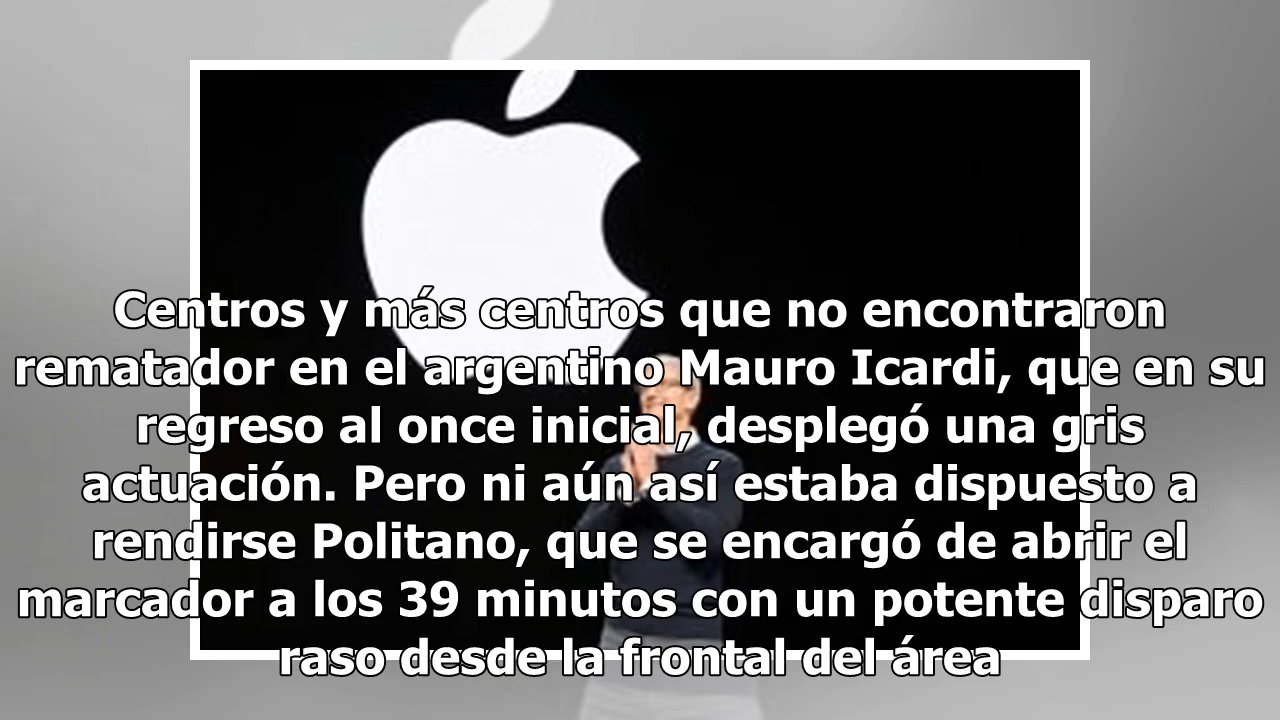 Centros y más centros que no encontraron
rematador en el argentino Mauro Icardi, que en su
regreso al once inicial, desplegó una gris
actuación. Pero ni aún así estaba dispuesto a
rendirse Politano, que se encargó de abrir el
marcador a los 39 minutos con un potente disparo
raso desde la frontal del área